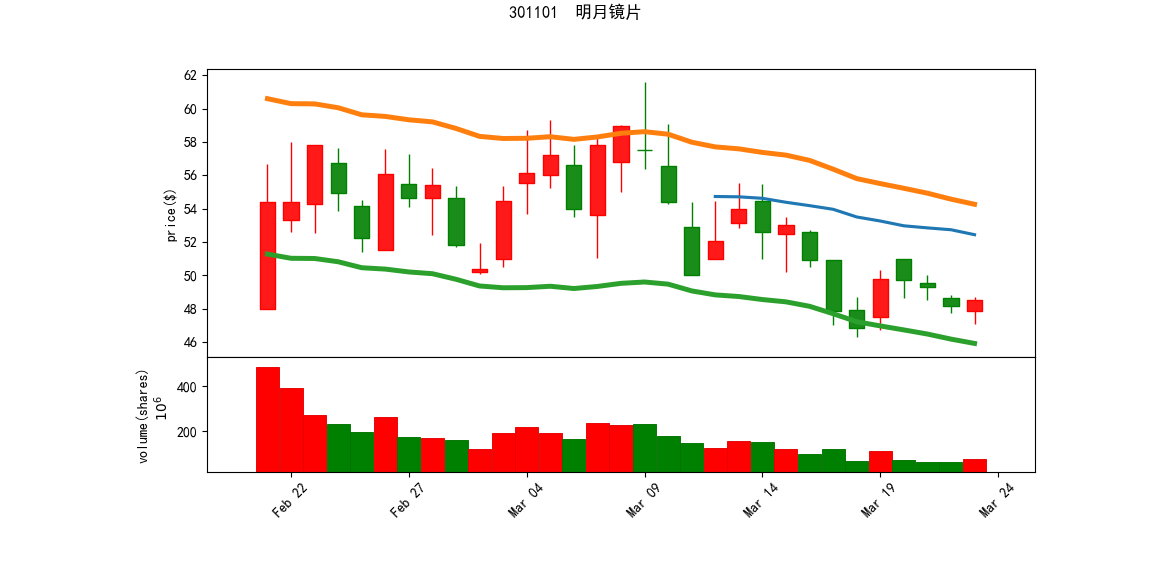 301101 明月镜片
price($)
62
60
58
56
54
52
50
48
46
volume(shares)
10^6
400
200
Feb 22
Feb 27
Mar 04
Mar 09
Mar 14
Mar 19
Mar 24